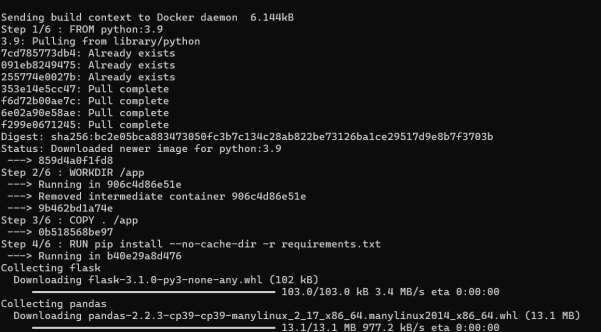 Sending build context to Docker daemon  6.144kB
Step 1/6 : FROM python:3.9
3.9: Pulling from library/python
7cd785773db4: Already exists
091eb8249475: Already exists
255774e0027b: Already exists
353e14e5cc47: Pull complete
f6d72b00ae7c: Pull complete
6e02a90e58ae: Pull complete
f299e0671245: Pull complete
Digest: sha256:bc2e05bca883473050fc3b7c134c28ab822be73126ba1ce29517d9e8b7f3703b
Status: Downloaded newer image for python:3.9
 ---> 859d4a0f1fd8
Step 2/6 : WORKDIR /app
 ---> Running in 906c4d86e51e
 ---> Removed intermediate container 906c4d86e51e
 ---> 9b462bd1a74e
Step 3/6 : COPY . /app
 ---> 0b518568be97
Step 4/6 : RUN pip install --no-cache-dir -r requirements.txt
 ---> Running in b40e29a8d476
Collecting flask
  Downloading flask-3.1.0-py3-none-any.whl (102 kB)
     103.0/103.0 kB 3.4 MB/s eta 0:00:00
Collecting pandas
  Downloading pandas-2.2.3-cp39-cp39-manylinux_2_17_x86_64.manylinux2014_x86_64.whl (13.1 MB)
     13.1/13.1 MB 977.2 kB/s eta 0:00:00